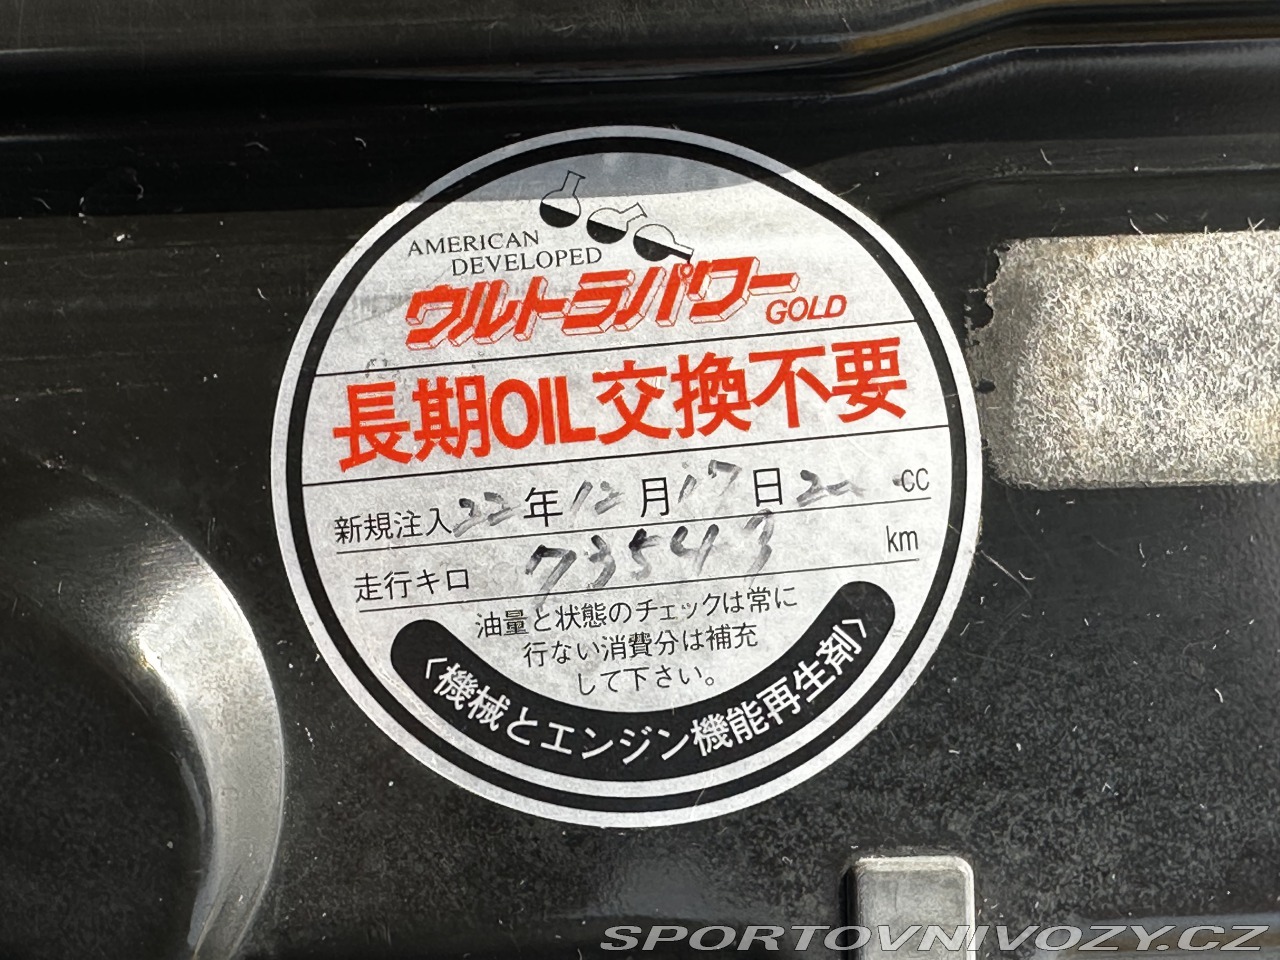 AMERICAN
DEVELOPED
ウルトラパワー
GOLD
長期OIL交換不要
新規注入22年12月17日 cc
走行キロ 73543 km
油量と状態のチェックは常に
行ない消費分は補充
して下さい。
〈機械とエンジン機能再生剤〉
SPORTOVNIVOZY.CZ